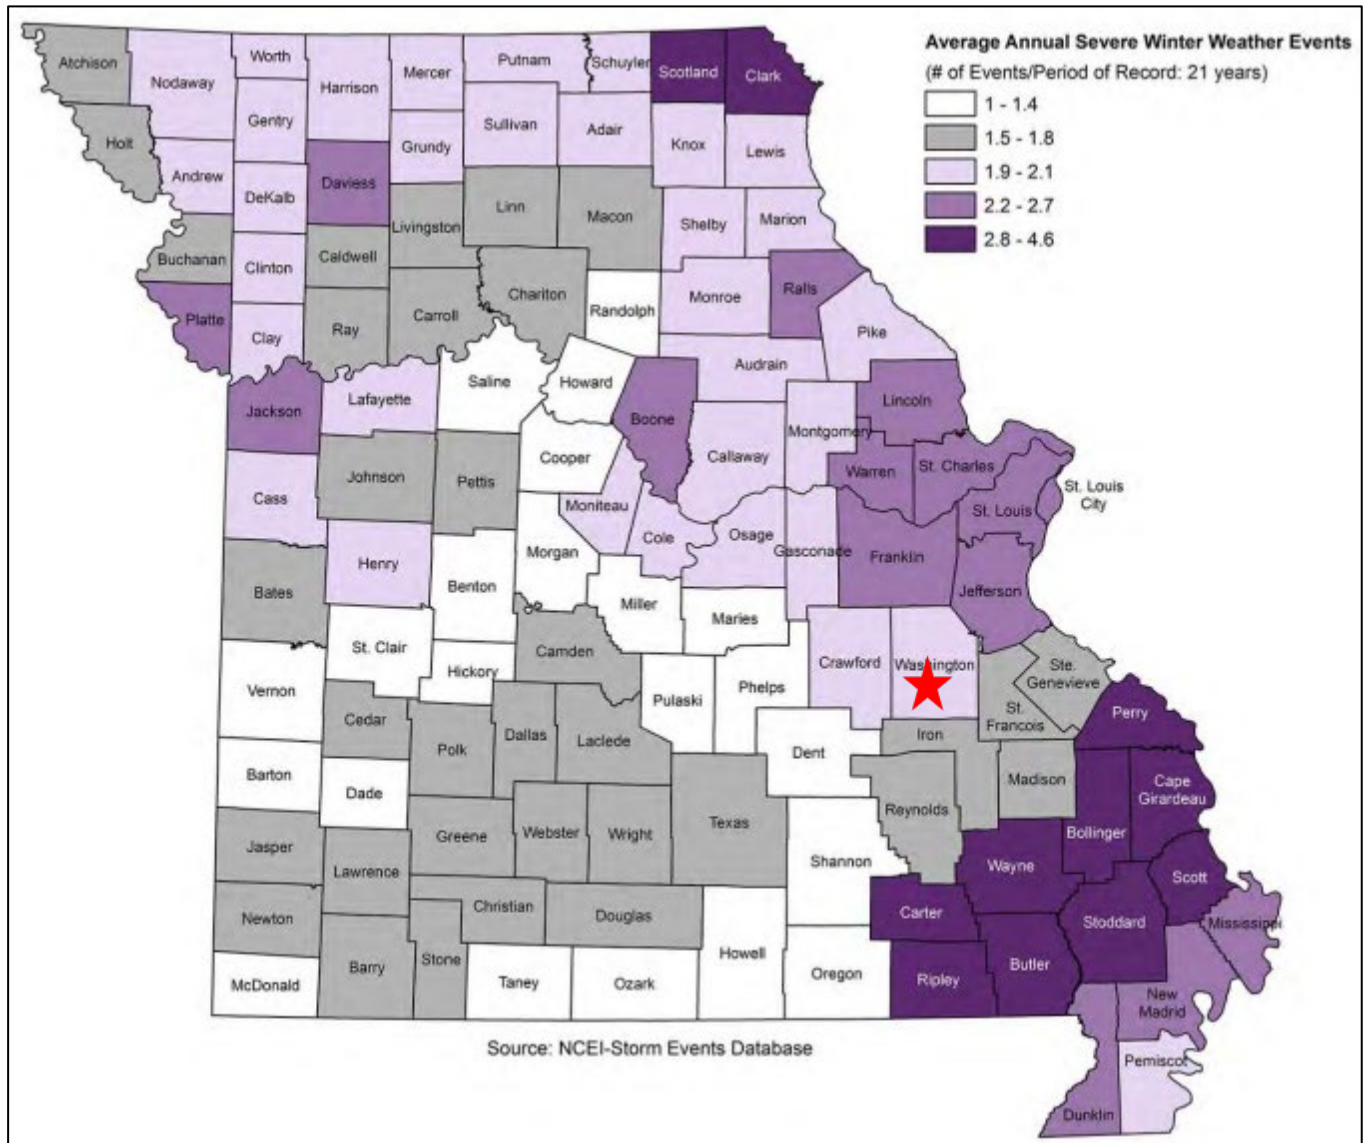 Average Annual Severe Winter Weather Events
(# of Events/Period of Record: 21 years)
1 - 1.4
1.5 - 1.8
1.9 - 2.1
2.2 - 2.7
2.8 - 4.6
Atchison
Nodaway
Worth
Harrison
Mercer
Putnam
Schuyler
Scotland
Clark
Holt
Gentry
Grundy
Sullivan
Adair
Knox
Lewis
Andrew
DeKalb
Daviess
Livingston
Linn
Macon
Shelby
Marion
Buchanan
Clinton
Caldwell
Chariton
Randolph
Monroe
Ralls
Platte
Clay
Ray
Carroll
Pike
Audrain
Jackson
Lafayette
Saline
Howard
Boone
Lincoln
Montgomery
Callaway
Cooper
Cass
Johnson
Pettis
Warren
St. Charles
St. Louis
City
Moniteau
Cole
Osage
Gasconade
Franklin
St. Louis
Bates
Henry
Benton
Morgan
Jefferson
Miller
Maries
St. Clair
Hickory
Camden
Crawford
Washington
Ste.
Genevieve
Vernon
Pulaski
Phelps
St.
Francois
Perry
Cedar
Polk
Dallas
Laclede
Dent
Iron
Barton
Dade
Madison
Cape
Girardeau
Reynolds
Jasper
Greene
Webster
Wright
Texas
Bollinger
Lawrence
Shannon
Wayne
Scott
Newton
Christian
Douglas
Carter
Stoddard
Mississippi
McDonald
Barry
Stone
Taney
Ozark
Howell
Oregon
Ripley
Butler
New
Madrid
Pemiscot
Dunklin
Source: NCEI-Storm Events Database